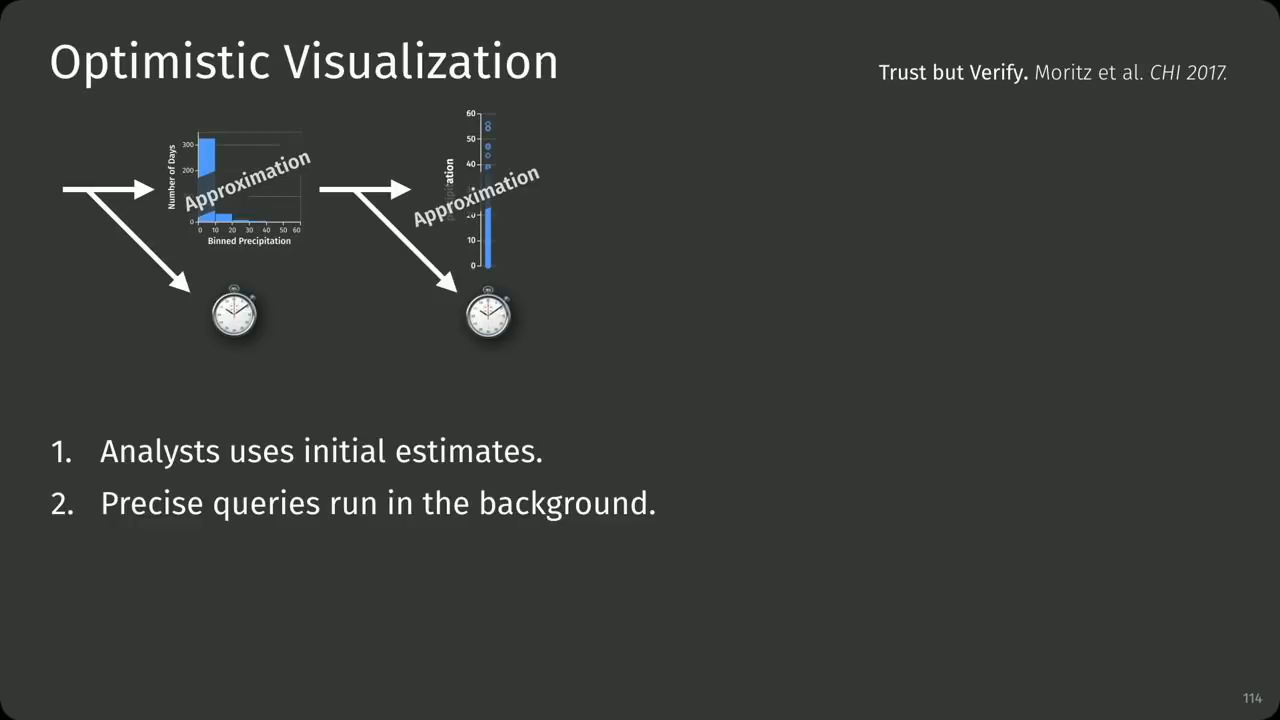 Optimistic Visualization
Trust but Verify. Moritz et al. CHI 2017.
Number of Days
300
200
0
0 10 20 30 40 50 60
Binned Precipitation
Approximation
60
50
40
20
10
0
Approximation
1. Analysts uses initial estimates.
2. Precise queries run in the background.
114